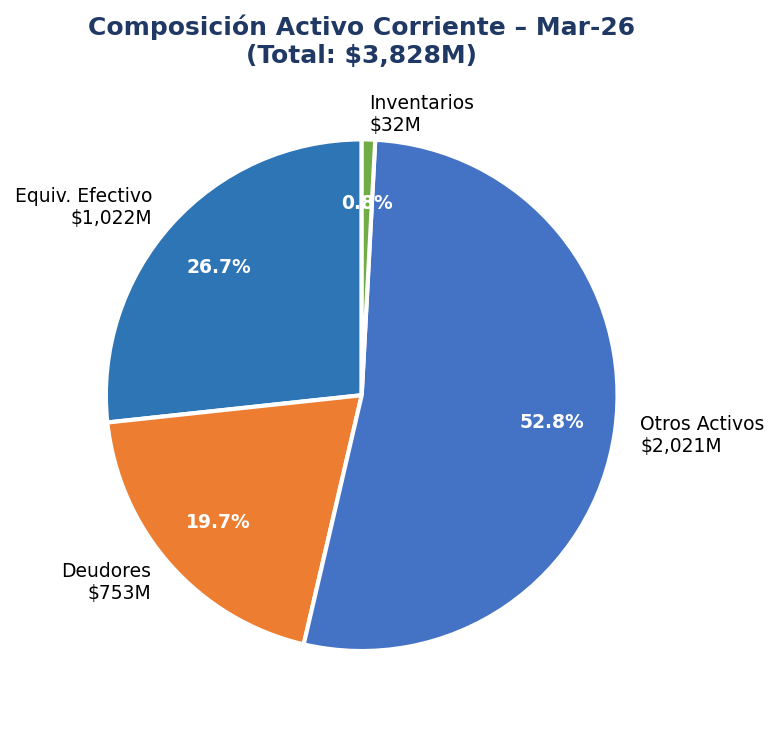 Composición Activo Corriente – Mar-26
(Total: $3,828M)
Inventarios
$32M
0.8%
Equiv. Efectivo
$1,022M
26.7%
52.8%
Otros Activos
$2,021M
19.7%
Deudores
$753M